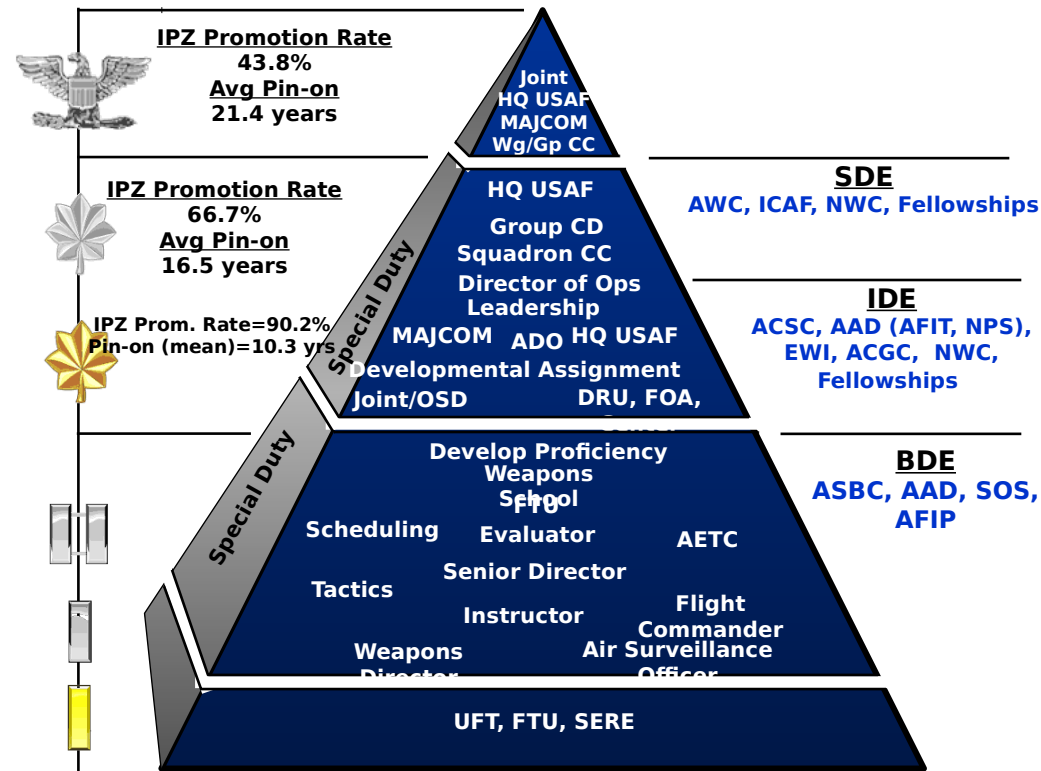 IPZ Promotion Rate
43.8%
Avg Pin-on
21.4 years
Joint
HQ USAF
MAJCOM
Wg/Gp CC
IPZ Promotion Rate
66.7%
Avg Pin-on
16.5 years
IPZ Prom. Rate=90.2%
Pin-on (mean)=10.3 yrs
Special Duty
HQ USAF
Group CD
Squadron CC
Director of Ops
Leadership
MAJCOM ADO HQ USAF
Developmental Assignment
Joint/OSD
DRU, FOA,
SDE
AWC, ICAF, NWC, Fellowships
IDE
ACSC, AAD (AFIT, NPS),
EWI, ACGC, NWC,
Fellowships
Special Duty
Develop Proficiency
Weapons
School
FTU
Scheduling
Evaluator
AETC
Senior Director
Tactics
Instructor
Flight
Commander
Weapons
Director
Air Surveillance
Officer
BDE
ASBC, AAD, SOS,
AFIP
UFT, FTU, SERE